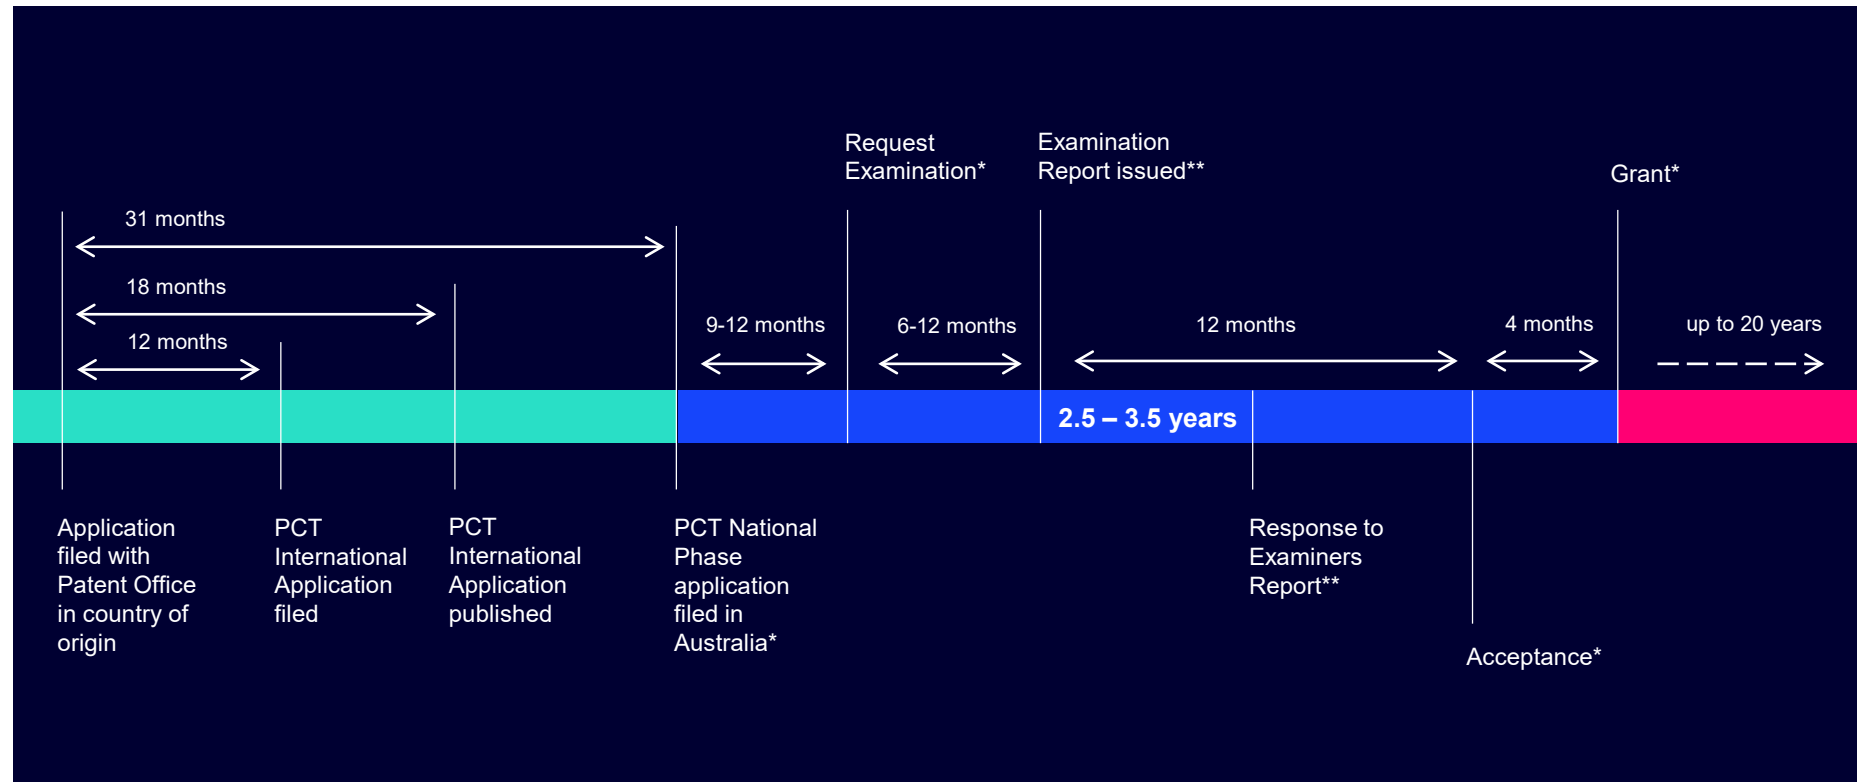 Request
Examination*
Examination
Report issued**
Grant*
31 months
18 months
12 months
9-12 months
6-12 months
12 months
4 months
up to 20 years
2.5 – 3.5 years
Application
filed with
Patent Office
in country of
origin
PCT
International
Application
filed
PCT
International
Application
published
PCT National
Phase
application
filed in
Australia*
Response to
Examiners
Report**
Acceptance*